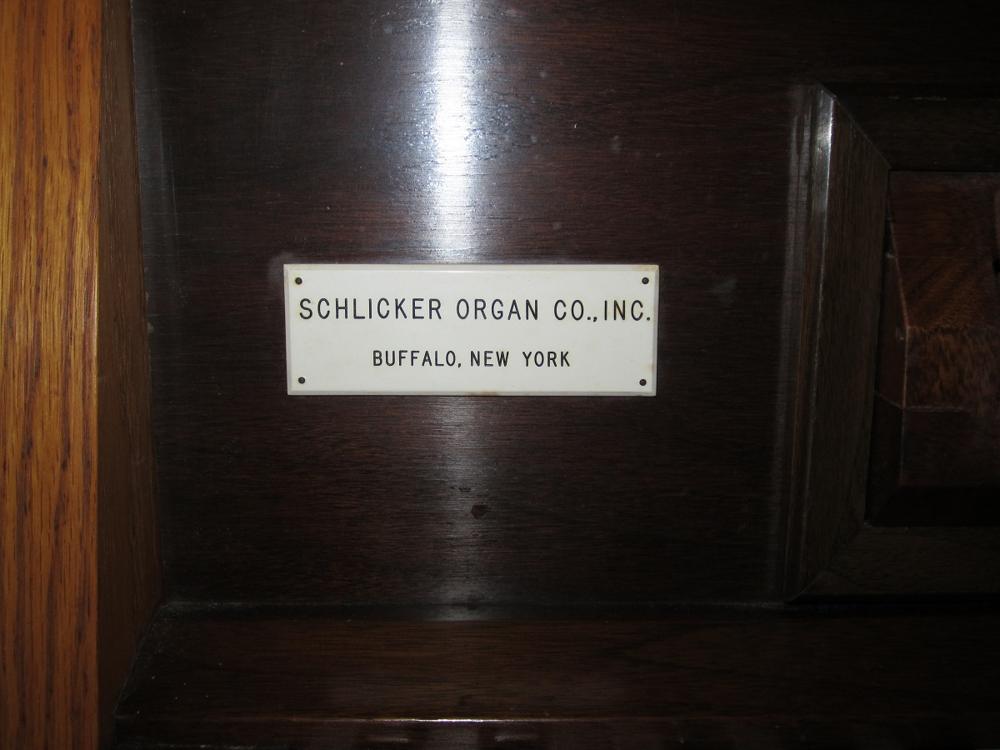 SCHLICKER ORGAN CO.,INC.
BUFFALO, NEW YORK